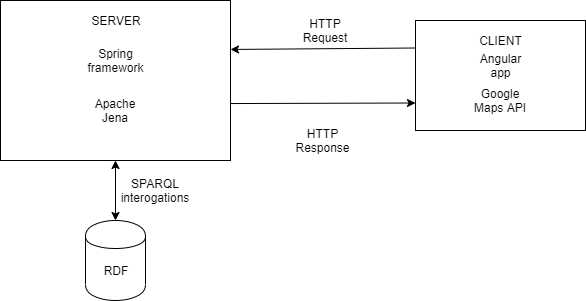 SERVER
Spring
framework
Apache
Jena
HTTP
Request
HTTP
Response
CLIENT
Angular
app
Google
Maps API
SPARQL
interogations
RDF